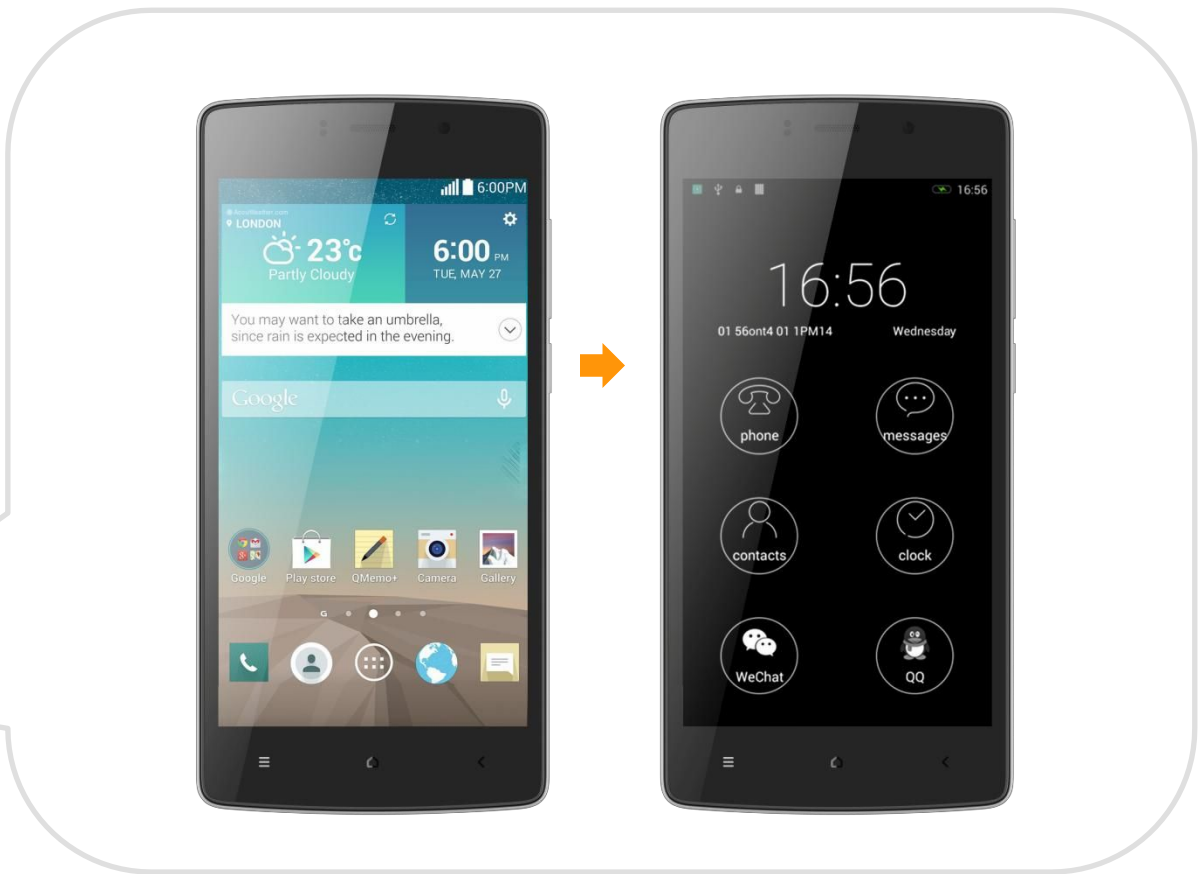 6:00PM
AccuWeather.com
LONDON
23°c
Partly Cloudy
6:00 PM
TUE, MAY 27
You may want to take an umbrella,
since rain is expected in the evening.
Google
Google Play store QMemo+ Camera Gallery
G
16:56
16:56
01 56ont4 01 1PM14 Wednesday
phone messages
contacts clock
WeChat QQ